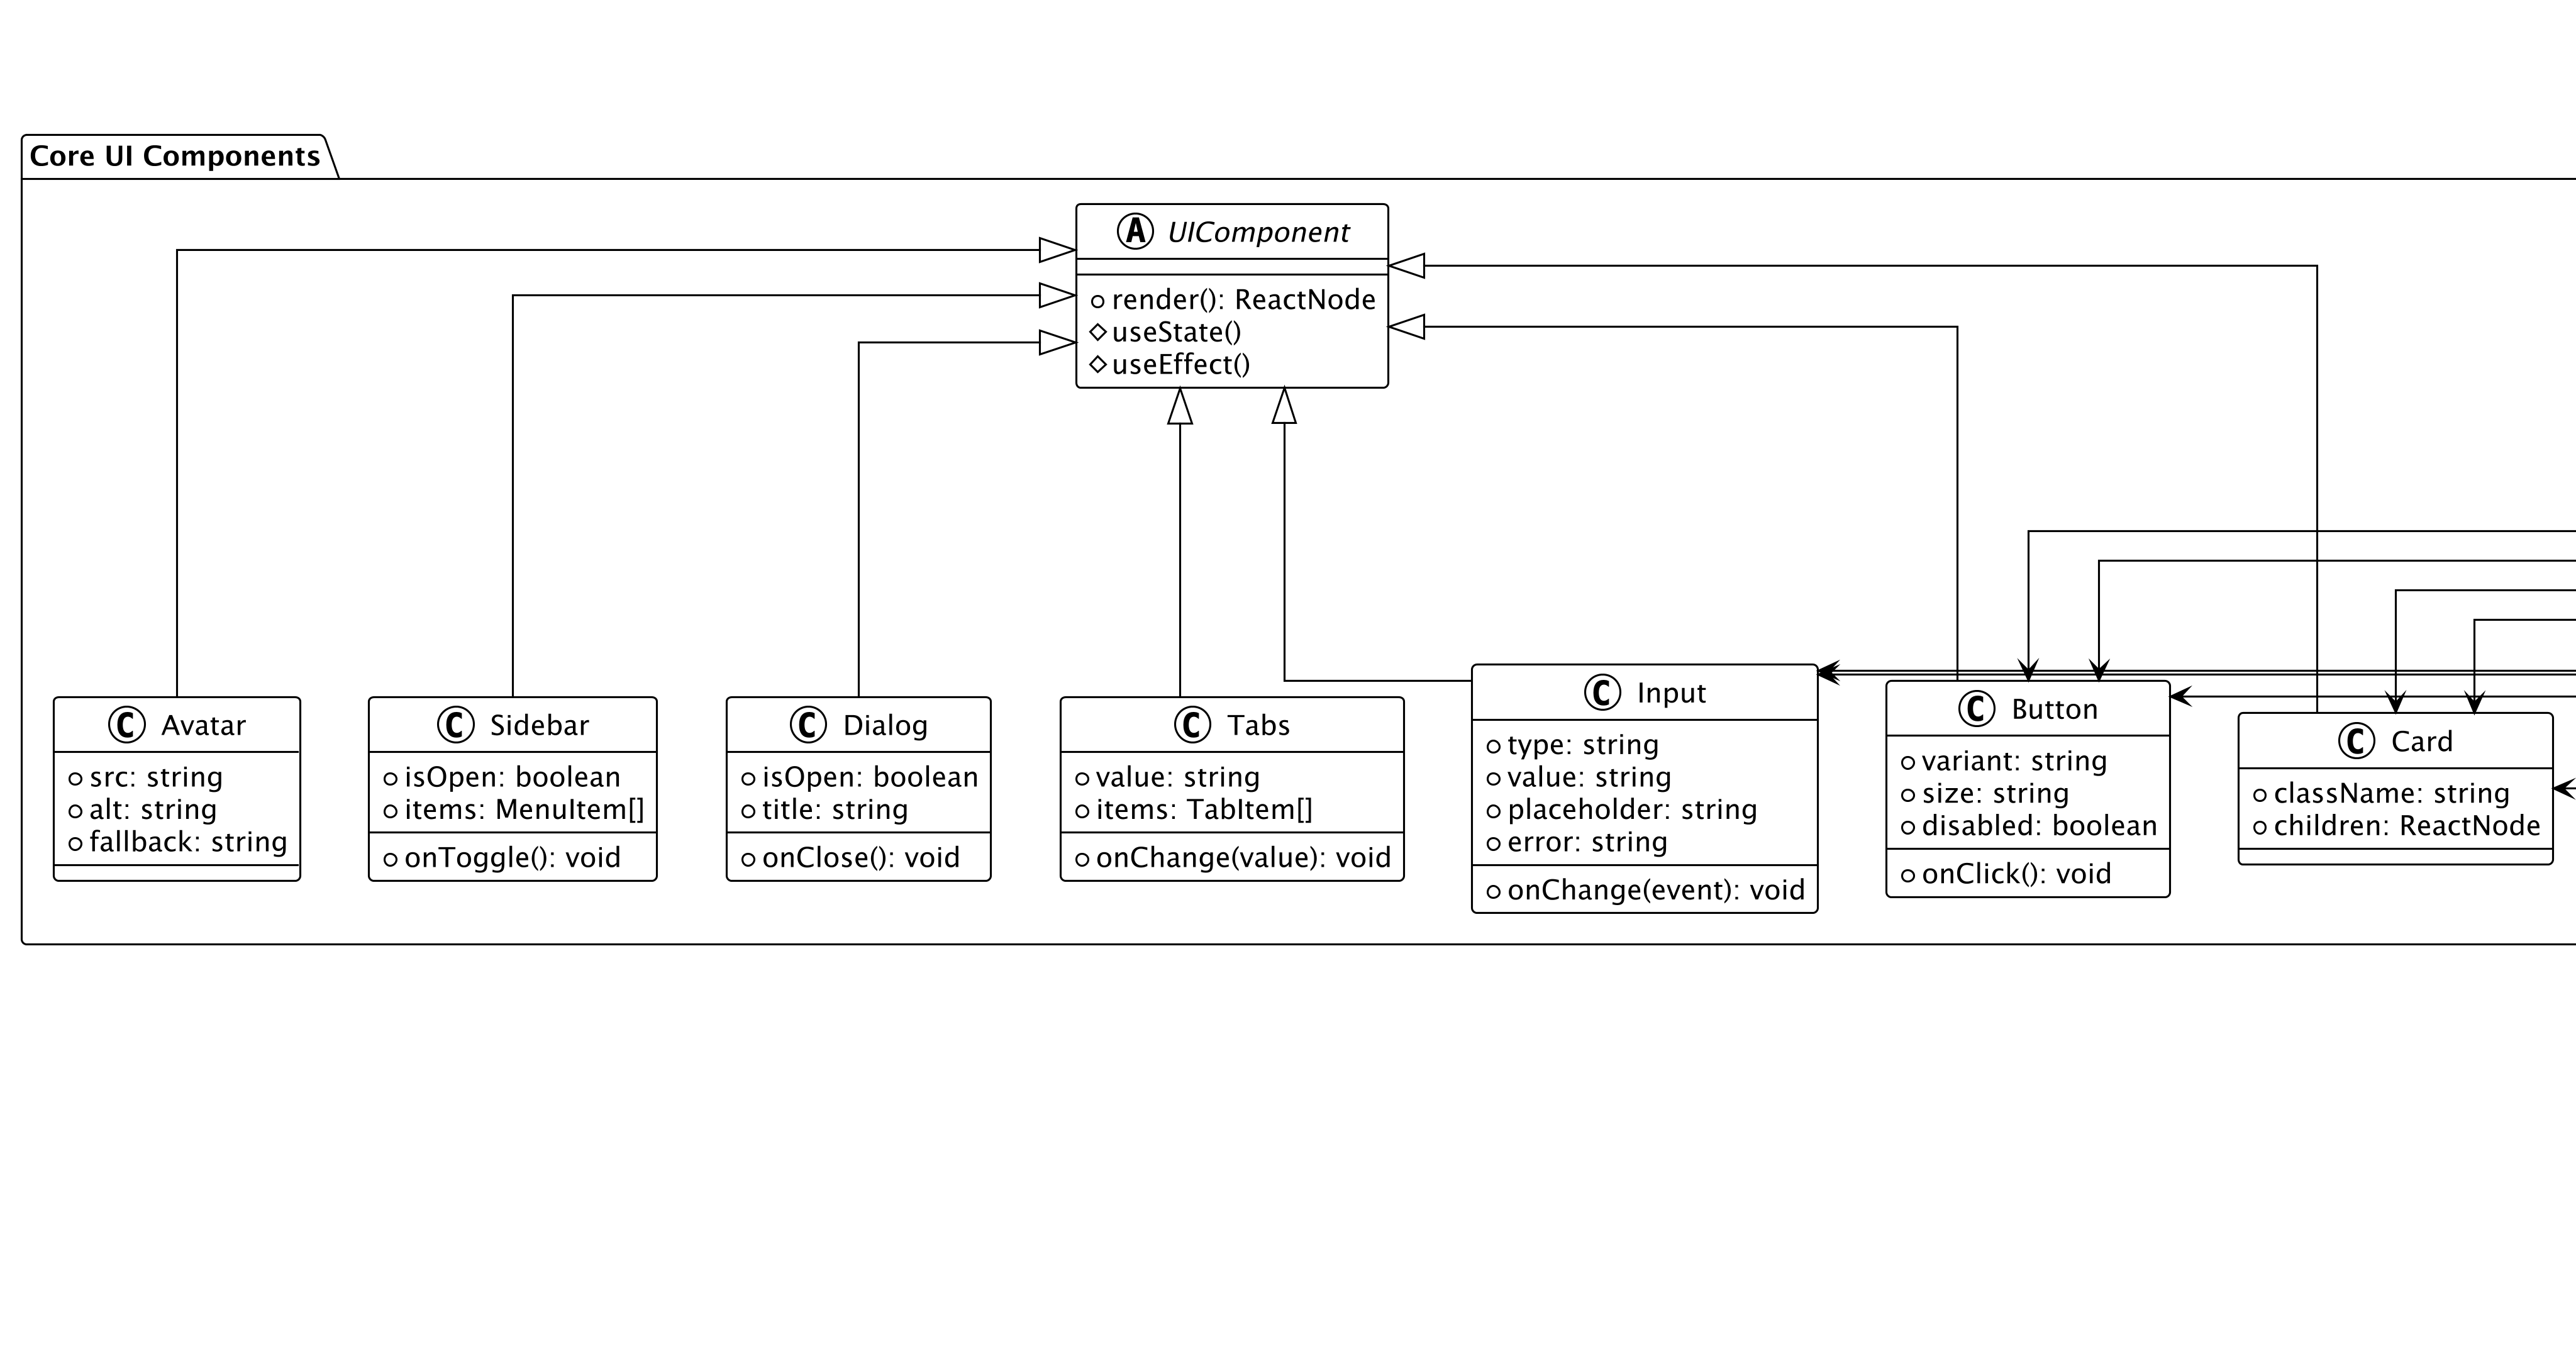 Core UI Components
A UIComponent
render(): ReactNode
useState()
useEffect()
C Avatar
src: string
alt: string
fallback: string
C Sidebar
isOpen: boolean
items: MenuItem[]
onToggle(): void
C Dialog
isOpen: boolean
title: string
onClose(): void
C Tabs
value: string
items: TabItem[]
onChange(value): void
C Input
type: string
value: string
placeholder: string
error: string
onChange(event): void
C Button
variant: string
size: string
disabled: boolean
onClick(): void
C Card
className: string
children: ReactNode